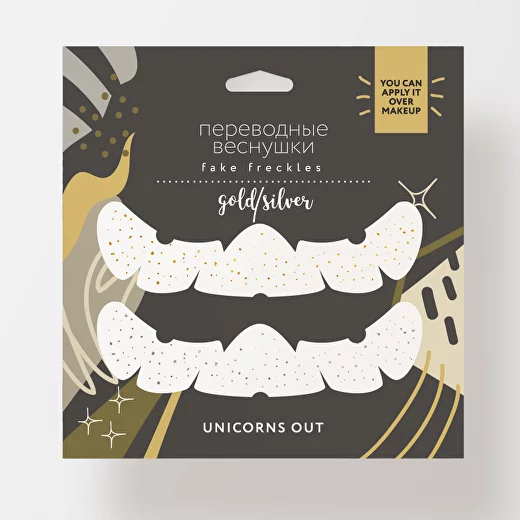 YOU CAN
APPLY IT
OVER
MAKEUP
переводные
веснушки
fake freckles
gold/silver
UNICORNS OUT